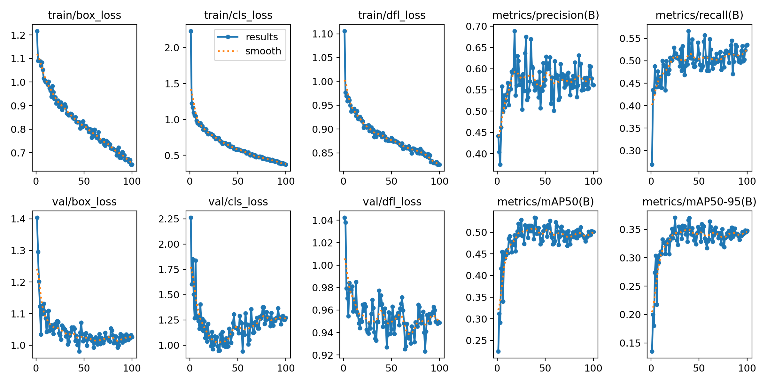 train/box_loss
train/cls_loss
train/dfl_loss
metrics/precision(B)
metrics/recall(B)
1.2
1.1
1.0
0.9
0.8
0.7
0 50 100
2.0
1.5
1.0
0.5
results
smooth
0 50 100
1.10
1.05
1.00
0.95
0.90
0.85
0 50 100
0.70
0.65
0.60
0.55
0.50
0.45
0.40
0 50 100
0.55
0.50
0.45
0.40
0.35
0.30
0 50 100
val/box_loss
val/cls_loss
val/dfl_loss
metrics/mAP50(B)
metrics/mAP50-95(B)
1.4
1.3
1.2
1.1
1.0
0 50 100
2.25
2.00
1.75
1.50
1.25
1.00
0 50 100
1.04
1.02
1.00
0.98
0.96
0.94
0.92
0 50 100
0.50
0.45
0.40
0.35
0.30
0.25
0 50 100
0.35
0.30
0.25
0.20
0.15
0 50 100